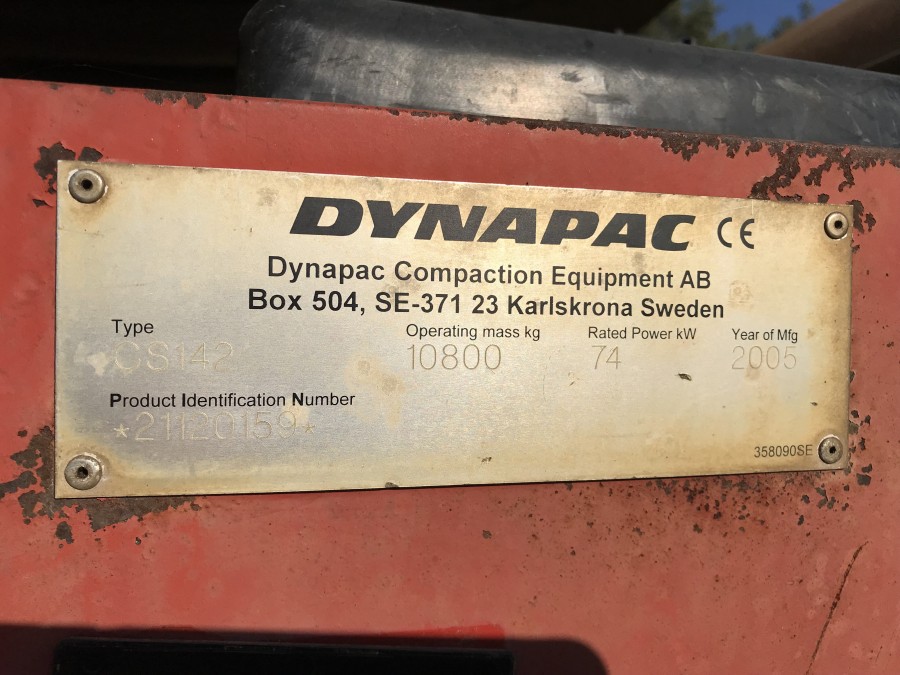 DYNAPAC CE
Dynapac Compaction Equipment AB
Box 504, SE-371 23 Karlskrona Sweden
Type Operating mass kg Rated Power kW Year of Mfg
CS142 10800 74 2005
Product Identification Number
*21120159*
358090SE